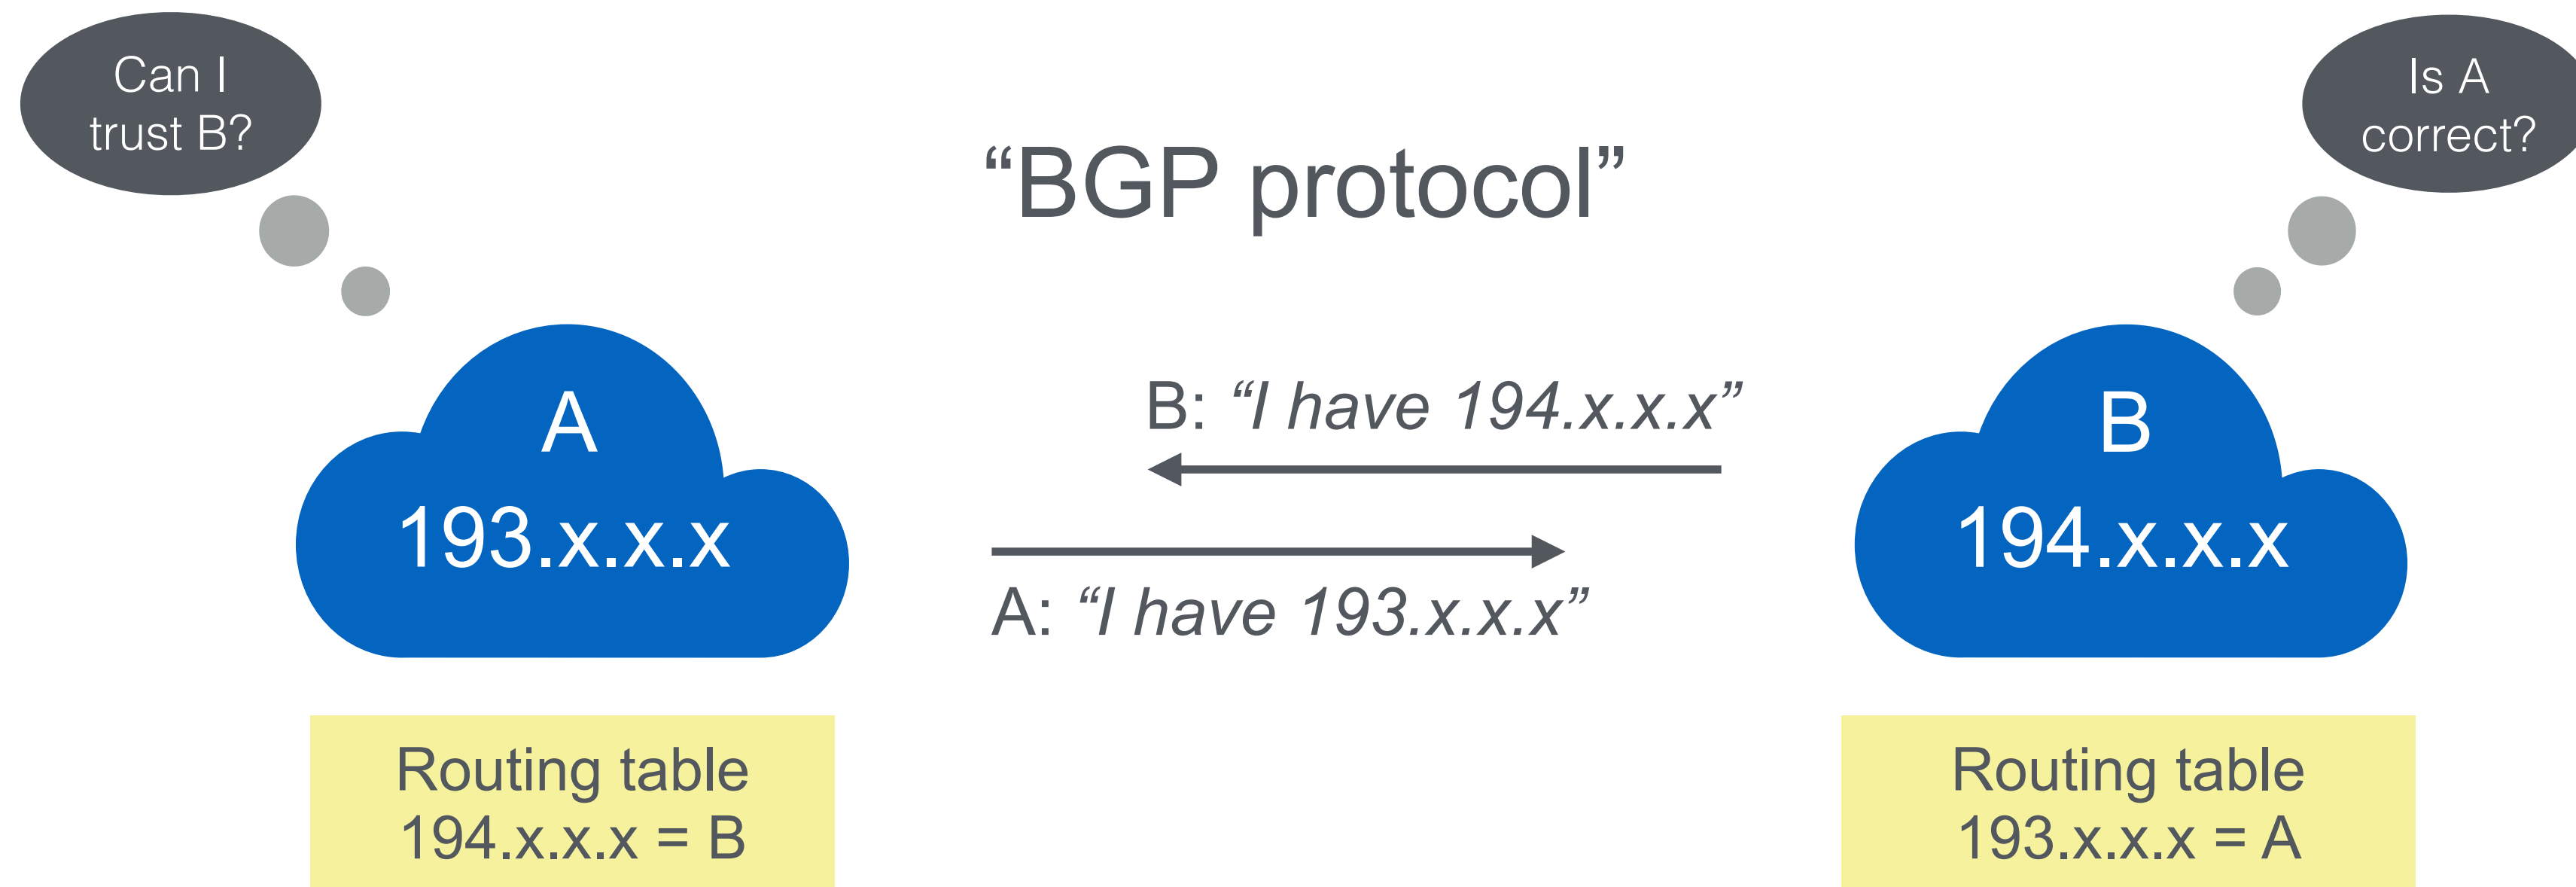 Can I
trust B?
Is A
correct?
“BGP protocol”
A
193.x.x.x
B: “I have 194.x.x.x”
A: “I have 193.x.x.x”
B
194.x.x.x
Routing table
194.x.x.x = B
Routing table
193.x.x.x = A